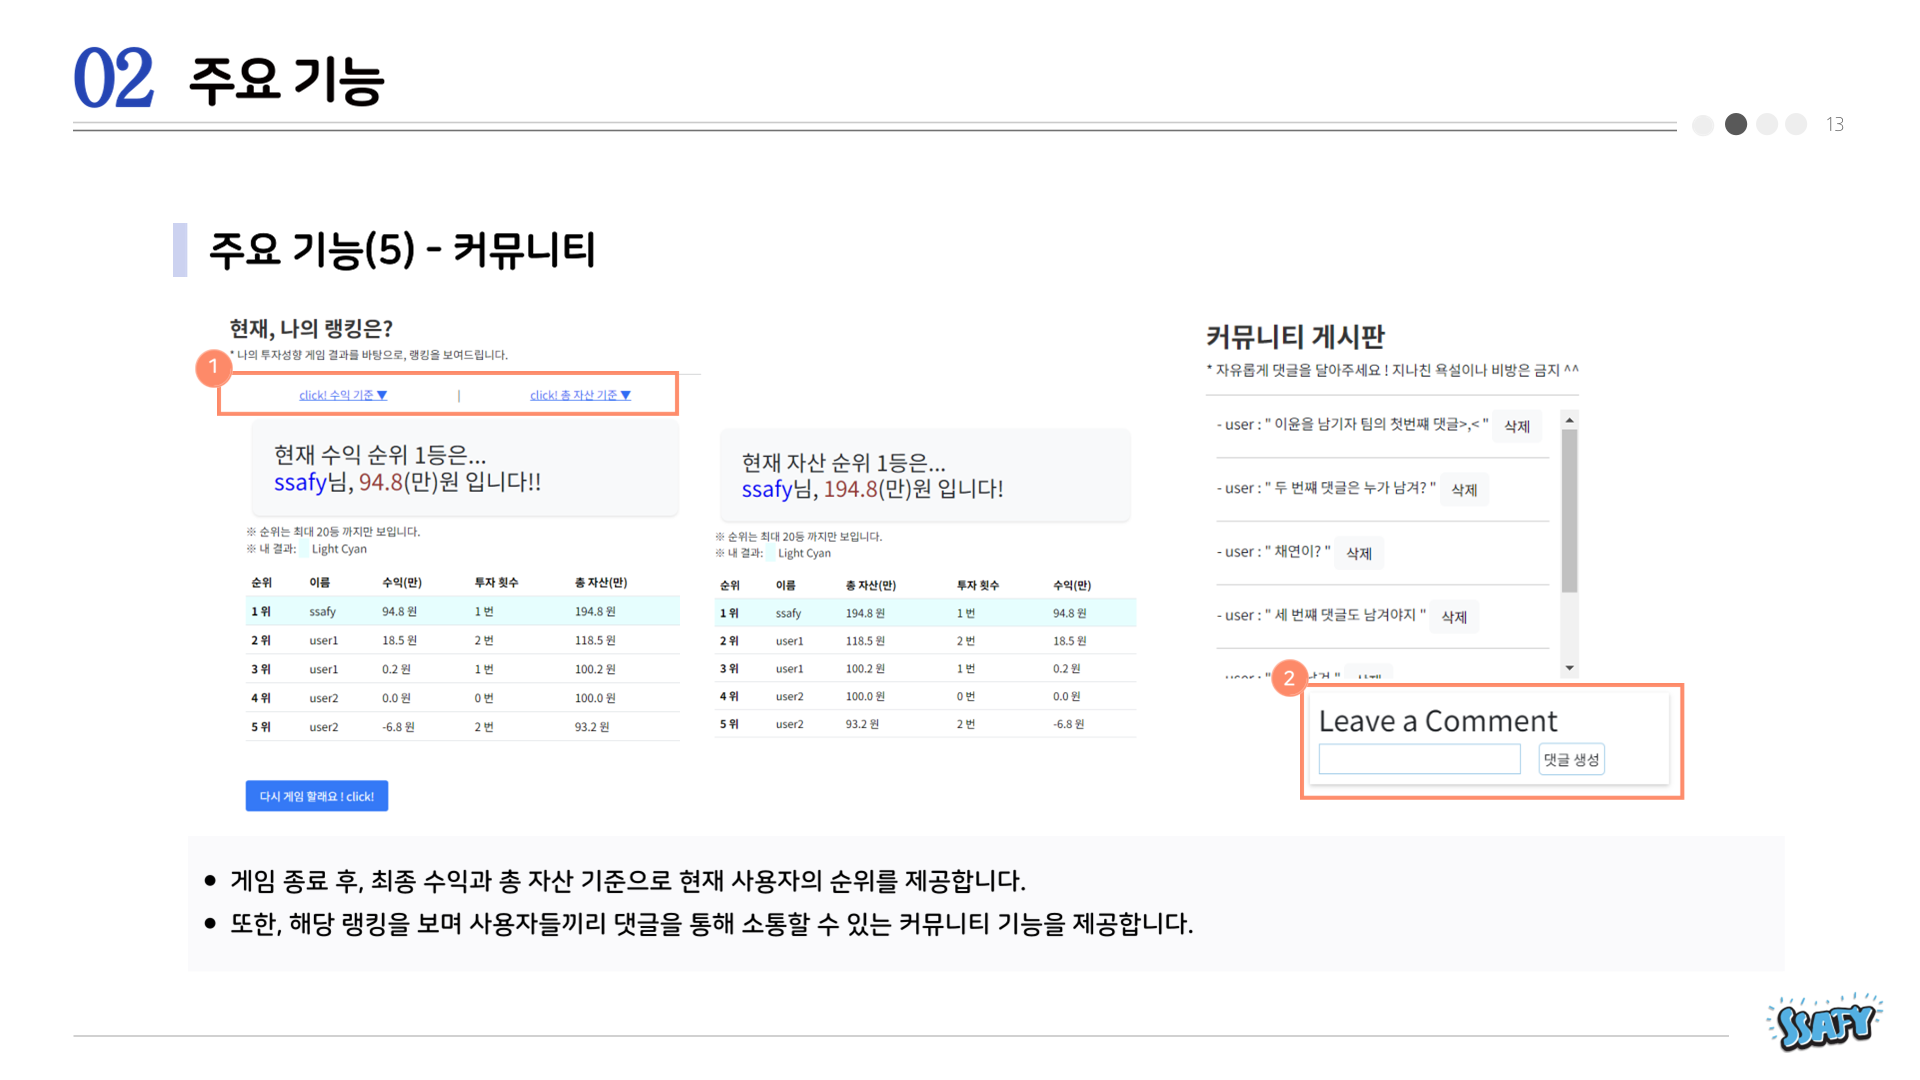 02 주요 기능
13
주요 기능(5) - 커뮤니티
현재, 나의 랭킹은?
* 나의 투자성향 게임 결과를 바탕으로, 랭킹을 보여드립니다.
1
click! 수익 기준 ▼ | click! 총 자산 기준 ▼
현재 수익 순위 1등은...
ssafy님, 94.8(만)원 입니다!!
※ 순위는 최대 20등 까지만 보입니다.
※ 내 결과: Light Cyan
순위 이름 수익(만) 투자 횟수 총 자산(만)
1 위 ssafy 94.8 원 1 번 194.8 원
2 위 user1 18.5 원 2 번 118.5 원
3 위 user1 0.2 원 1 번 100.2 원
4 위 user2 0.0 원 0 번 100.0 원
5 위 user2 -6.8 원 2 번 93.2 원
다시 게임 할래요 ! click!
현재 자산 순위 1등은...
ssafy님, 194.8(만)원 입니다!
※ 순위는 최대 20등 까지만 보입니다.
※ 내 결과: Light Cyan
순위 이름 총 자산(만) 투자 횟수 수익(만)
1 위 ssafy 194.8 원 1 번 94.8 원
2 위 user1 118.5 원 2 번 18.5 원
3 위 user1 100.2 원 1 번 0.2 원
4 위 user2 100.0 원 0 번 0.0 원
5 위 user2 93.2 원 2 번 -6.8 원
커뮤니티 게시판
* 자유롭게 댓글을 달아주세요 ! 지나친 욕설이나 비방은 금지 ^^
- user : " 이윤을 남기자 팀의 첫번쨰 댓글>,< " 삭제
- user : " 두 번쨰 댓글은 누가 남겨? " 삭제
- user : " 채연이? " 삭제
- user : " 세 번쨰 댓글도 남겨야지 " 삭제
2
Leave a Comment
댓글 생성
• 게임 종료 후, 최종 수익과 총 자산 기준으로 현재 사용자의 순위를 제공합니다.
• 또한, 해당 랭킹을 보며 사용자들끼리 댓글을 통해 소통할 수 있는 커뮤니티 기능을 제공합니다.
SSAFY